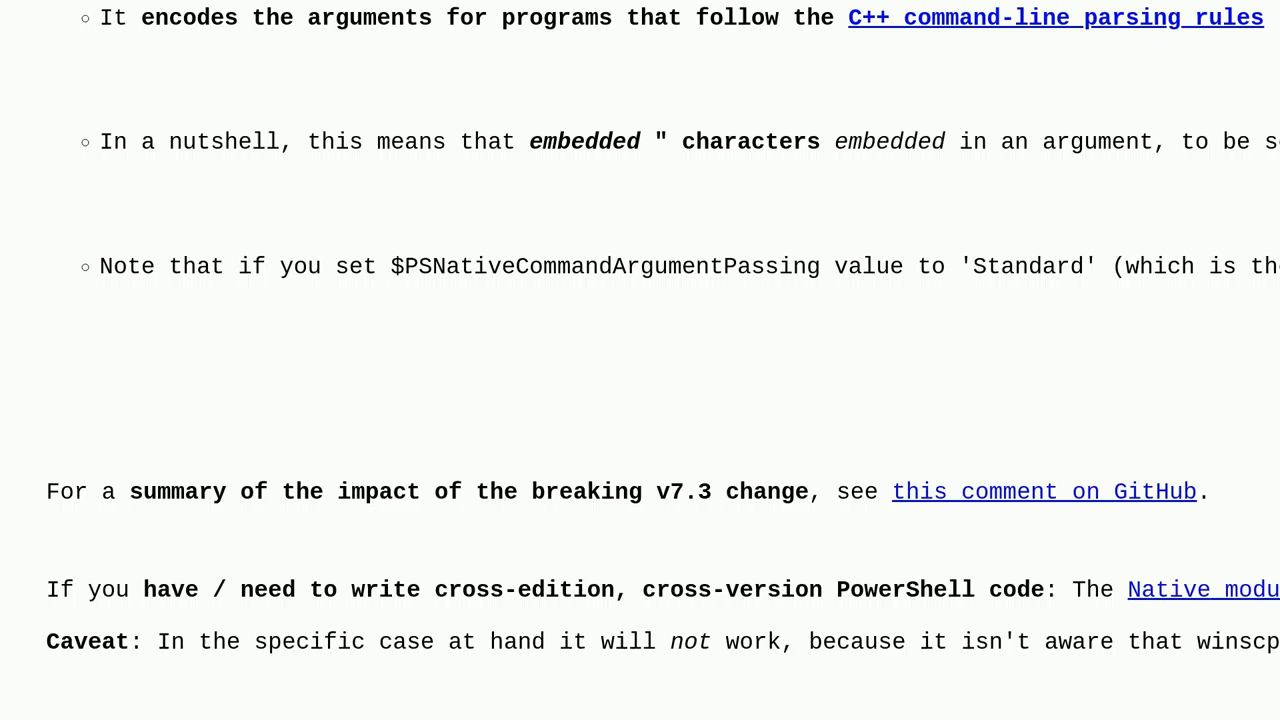 It encodes the arguments for programs that follow the C++ command-line parsing rules
In a nutshell, this means that embedded " characters embedded in an argument, to be
Note that if you set $PSNativeCommandArgumentPassing value to 'Standard' (which is
For a summary of the impact of the breaking v7.3 change, see this comment on GitHub.
If you have / need to write cross-edition, cross-version PowerShell code: The Native
Caveat: In the specific case at hand it will not work, because it isn't aware that winscp